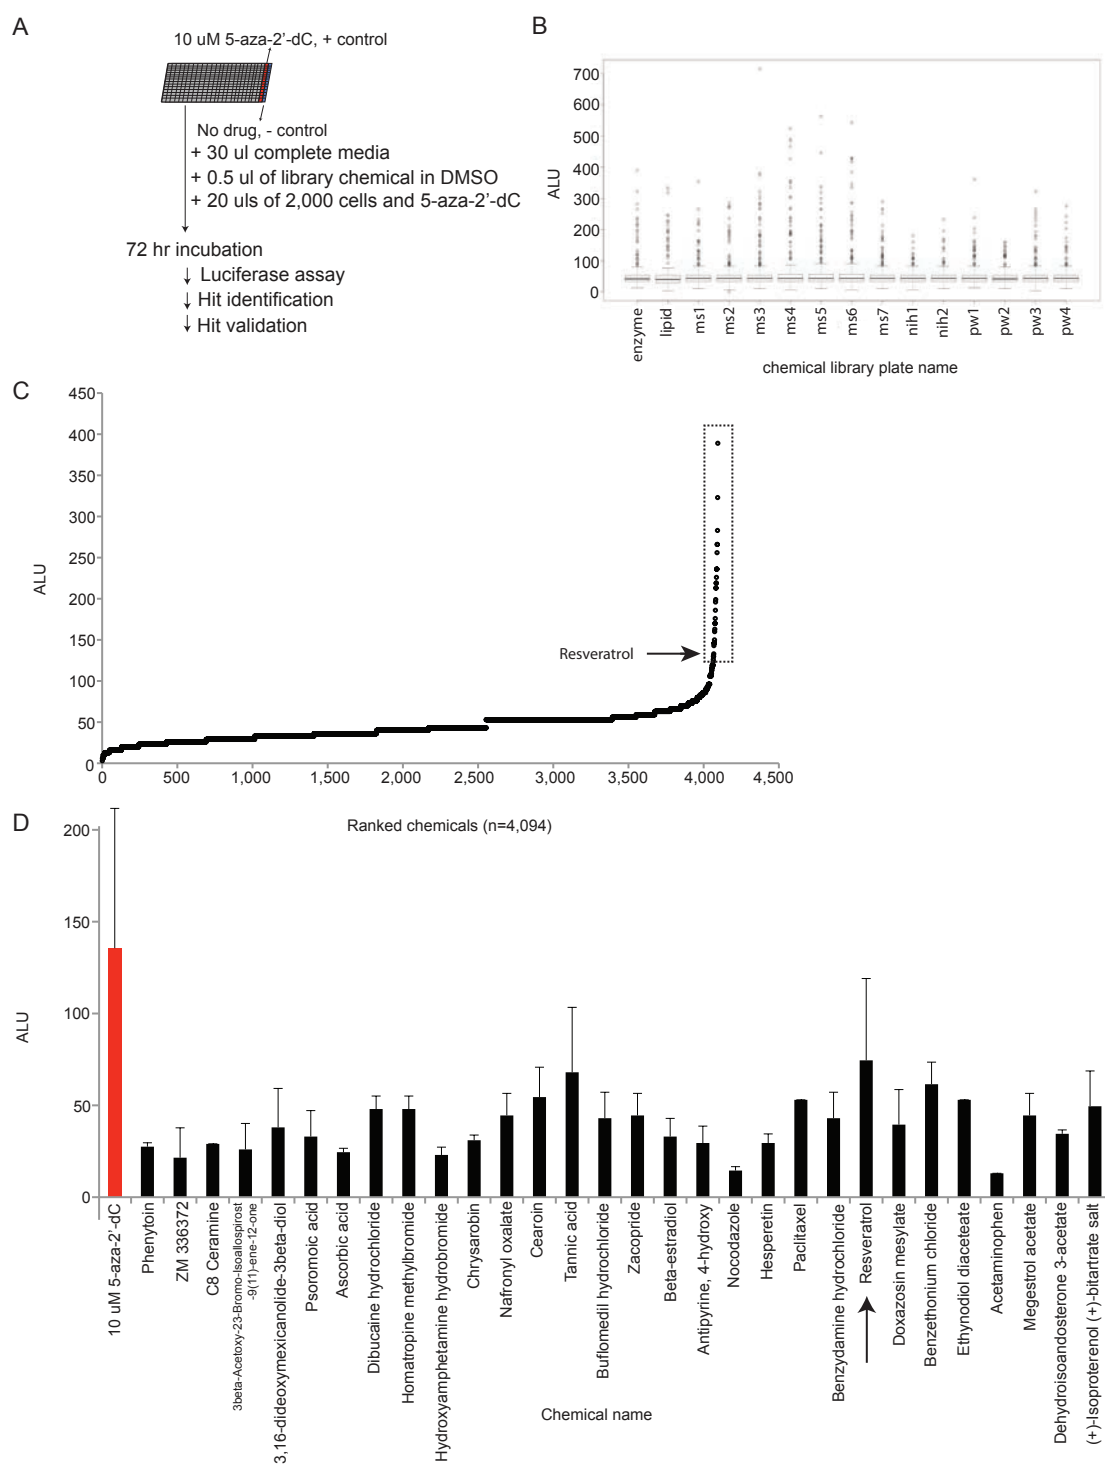 A
10 uM 5-aza-2'-dC, + control
No drug, - control
+ 30 ul complete media
+ 0.5 ul of library chemical in DMSO
+ 20 uls of 2,000 cells and 5-aza-2'-dC
72 hr incubation
Luciferase assay
Hit identification
Hit validation
B
700
600
500
400
300
200
100
0
ALU
enzyme
lipid
ms1
ms2
ms3
ms4
ms5
ms6
ms7
nih1
nih2
pw1
pw2
pw3
pw4
chemical library plate name
C
450
400
350
300
250
200
150
100
50
0
ALU
Resveratrol
0 500 1,000 1,500 2,000 2,500 3,000 3,500 4,000 4,500
Ranked chemicals (n=4,094)
D
200
150
100
50
0
ALU
10 uM 5-aza-2'-dC
Phenytoin
ZM 336372
C8 Ceramine
3beta-Acetoxy-23-Bromo-Isoallospirost
-9(11)-ene-12-one
3,16-dideoxymexicanolide-3beta-diol
Psoromoic acid
Ascorbic acid
Dibucaine hydrochloride
Homatropine methylbromide
Hydroxyamphetamine hydrobromide
Chrysarobin
Nafronyl oxalate
Cearoin
Tannic acid
Buflomedil hydrochloride
Zacopride
Beta-estradiol
Antipyrine, 4-hydroxy
Nocodazole
Hesperetin
Paclitaxel
Benzydamine hydrochloride
Resveratrol
Doxazosin mesylate
Benzethonium chloride
Ethynodiol diaceteate
Acetaminophen
Megestrol acetate
Dehydroisoandosterone 3-acetate
(+)-Isoproterenol (+)-bitartrate salt
Chemical name